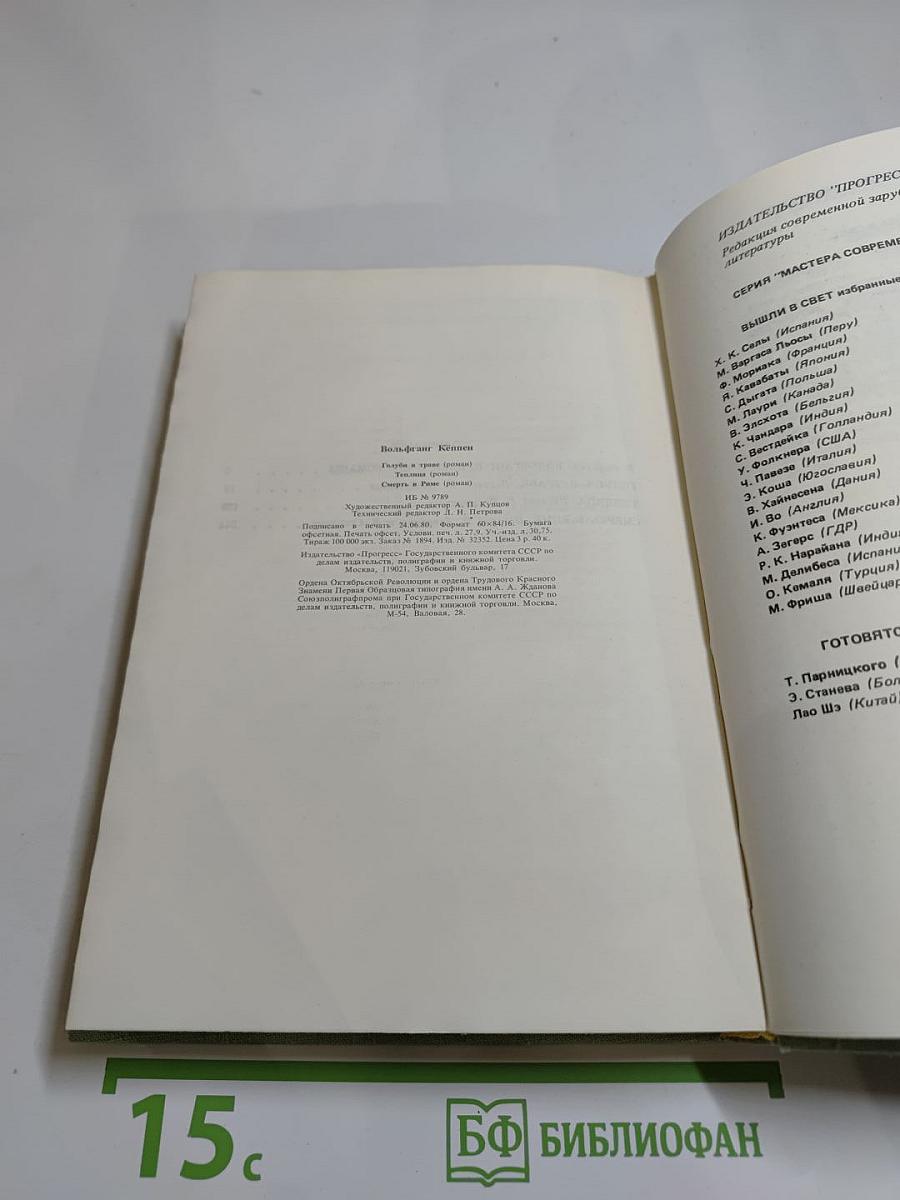 Вольфганг Кёппен
Голуби в траве (роман)
Теплица (роман)
Смерть в Риме (роман)
ИБ № 9789
Художественный редактор А. П. Купцов
Технический редактор Л. Н. Петрова
Подписано в печать 24.06.80. Формат 60×84/16. Бумага
офсетная. Печать офсет. Условн. печ. л. 27,9. Уч.-изд. л. 30,75.
Тираж 100 000 экз. Заказ № 1894. Изд. № 32352. Цена 3 р. 40 к.
Издательство «Прогресс» Государственного комитета СССР по
делам издательств, полиграфии и книжной торговли.
Москва, 119021, Зубовский бульвар, 17
Ордена Октябрьской Революции и ордена Трудового Красного
Знамени Первая Образцовая типография имени А. А. Жданова
Союзполиграфпрома при Государственном комитете СССР по
делам издательств, полиграфии и книжной торговли. Москва,
М-54, Валовая, 28.
ИЗДАТЕЛЬСТВО "ПРОГРЕС
Редакция современной заруб
литературы
СЕРИЯ "МАСТЕРА СОВРЕМЕ
ВЫШЛИ В СВЕТ избранные
Х. К. Селы (Испания)
М. Варгаса Льосы (Перу)
Ф. Мориака (Франция)
Я. Кавабаты (Япония)
С. Дыгата (Польша)
М. Лаури (Канада)
В. Элсхота (Бельгия)
К. Чандара (Индия)
С. Вестдейка (Голландия)
У. Фолкнера (США)
Ч. Павезе (Италия)
Э. Коша (Югославия)
В. Хайнесена (Дания)
И. Во (Англия)
К. Фуэнтеса (Мексика)
А. Зегерс (ГДР)
Р. К. Нарайана (Инди
М. Делибеса (Испани
О. Кемаля (Турция)
М. Фриша (Швейцар
ГОТОВЯТС
Т. Парницкого (
Э. Станева (Бол
Лао Шэ (Китай)
15 с
БФ БИБЛИОФАН